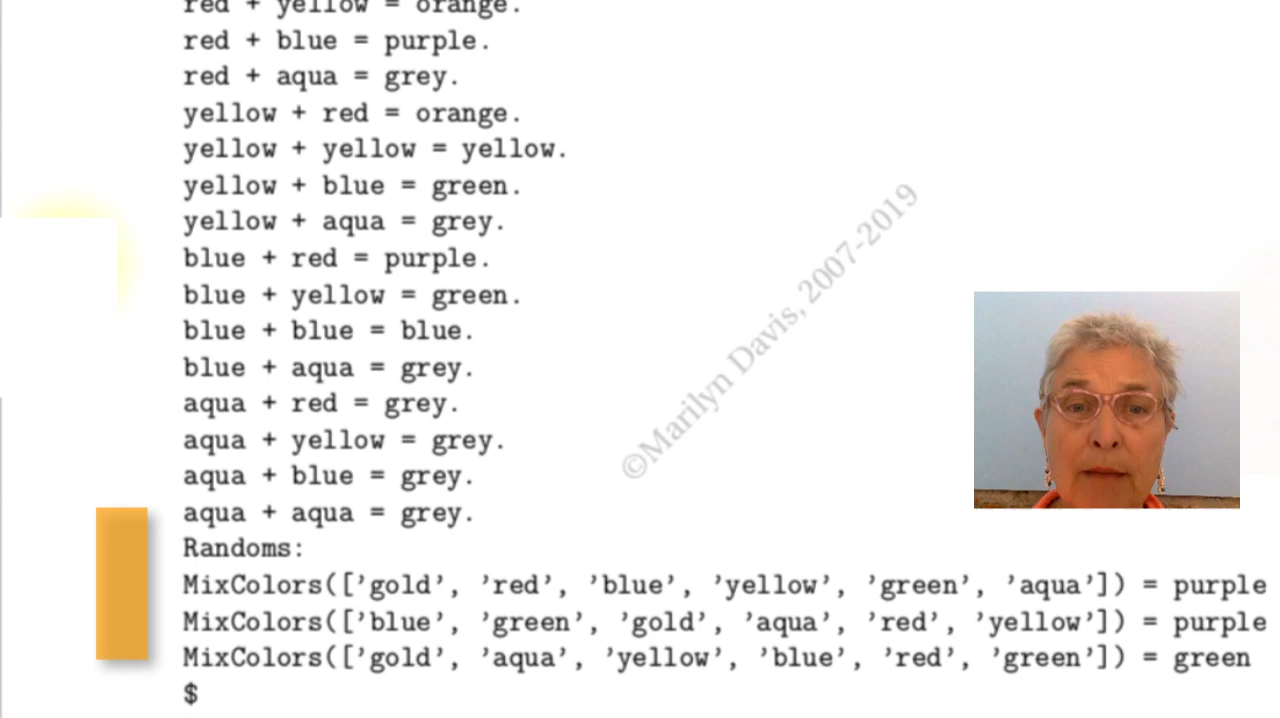 red + yellow = orange.
red + blue = purple.
red + aqua = grey.
yellow + red = orange.
yellow + yellow = yellow.
yellow + blue = green.
yellow + aqua = grey.
blue + red = purple.
blue + yellow = green.
blue + blue = blue.
blue + aqua = grey.
aqua + red = grey.
aqua + yellow = grey.
aqua + blue = grey.
aqua + aqua = grey.
Randoms:
MixColors(['gold', 'red', 'blue', 'yellow', 'green', 'aqua']) = purple
MixColors(['blue', 'green', 'gold', 'aqua', 'red', 'yellow']) = purple
MixColors(['gold', 'aqua', 'yellow', 'blue', 'red', 'green']) = green
$
©Marilyn Davis, 2007-2019